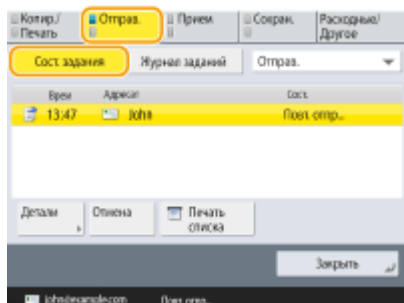 Копир./ Печать
Отправ.
Прием
Сохран.
Расходные/ Другое
Сост. задания
Журнал заданий
Отправ.
Врем
Адресат
Сост.
13:47 John Повт. отпр...
Детали
Отмена
Печать списка
Закрыть
john@example.com Повт. отпр...